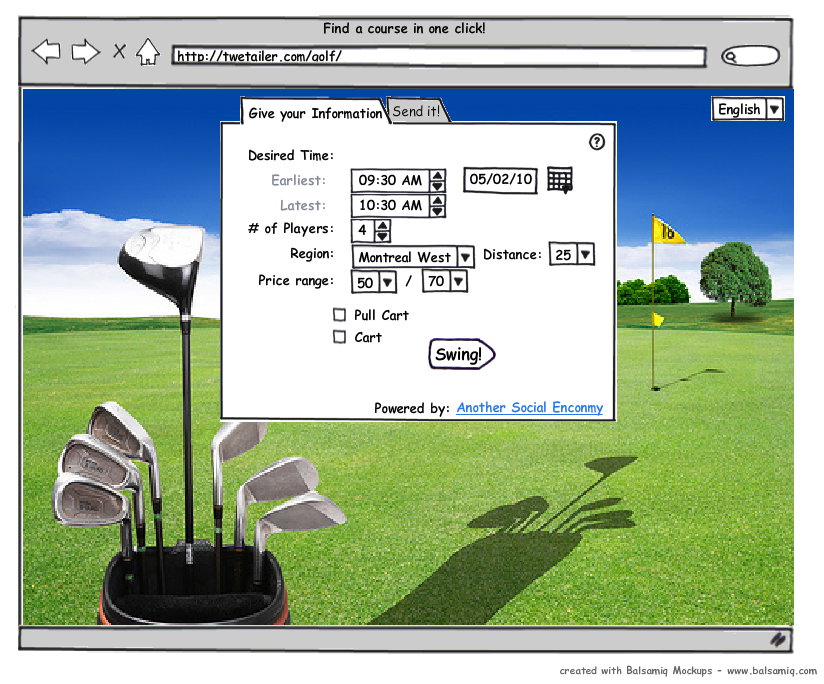 Find a course in one click!
http://twetailer.com/golf/
English
Give your Information
Send it!
?
Desired Time:
Earliest: 09:30 AM 05/02/10
Latest: 10:30 AM
# of Players: 4
Region: Montreal West Distance: 25
Price range: 50 / 70
Pull Cart
Cart
Swing!
Powered by: Another Social Enconmy
18
created with Balsamiq Mockups - www.balsamiq.com